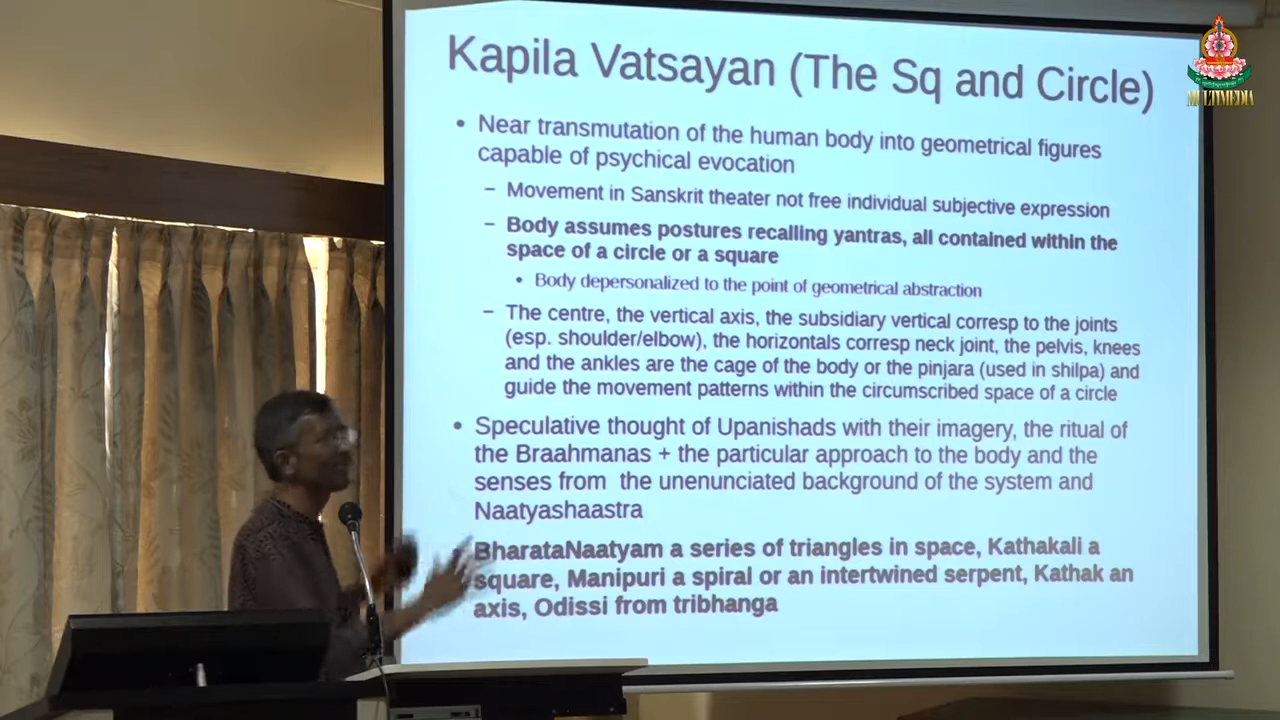 Kapila Vatsayan (The Sq and Circle)
MULTIMEDIA
• Near transmutation of the human body into geometrical figures
capable of psychical evocation
– Movement in Sanskrit theater not free individual subjective expression
– Body assumes postures recalling yantras, all contained within the
space of a circle or a square
• Body depersonalized to the point of geometrical abstraction
– The centre, the vertical axis, the subsidiary vertical corresp to the joints
(esp. shoulder/elbow), the horizontals corresp neck joint, the pelvis, knees
and the ankles are the cage of the body or the pinjara (used in shilpa) and
guide the movement patterns within the circumscribed space of a circle
• Speculative thought of Upanishads with their imagery, the ritual of
the Braahmanas + the particular approach to the body and the
senses from the unenunciated background of the system and
Naatyashaastra
• BharataNaatyam a series of triangles in space, Kathakali a
square, Manipuri a spiral or an intertwined serpent, Kathak an
axis, Odissi from tribhanga